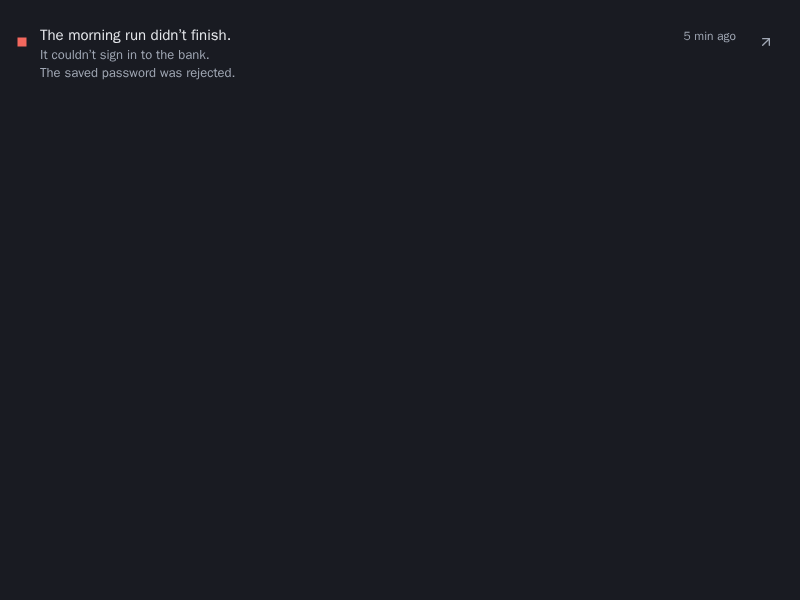 The morning run didn’t finish.
5 min ago
It couldn’t sign in to the bank.
The saved password was rejected.